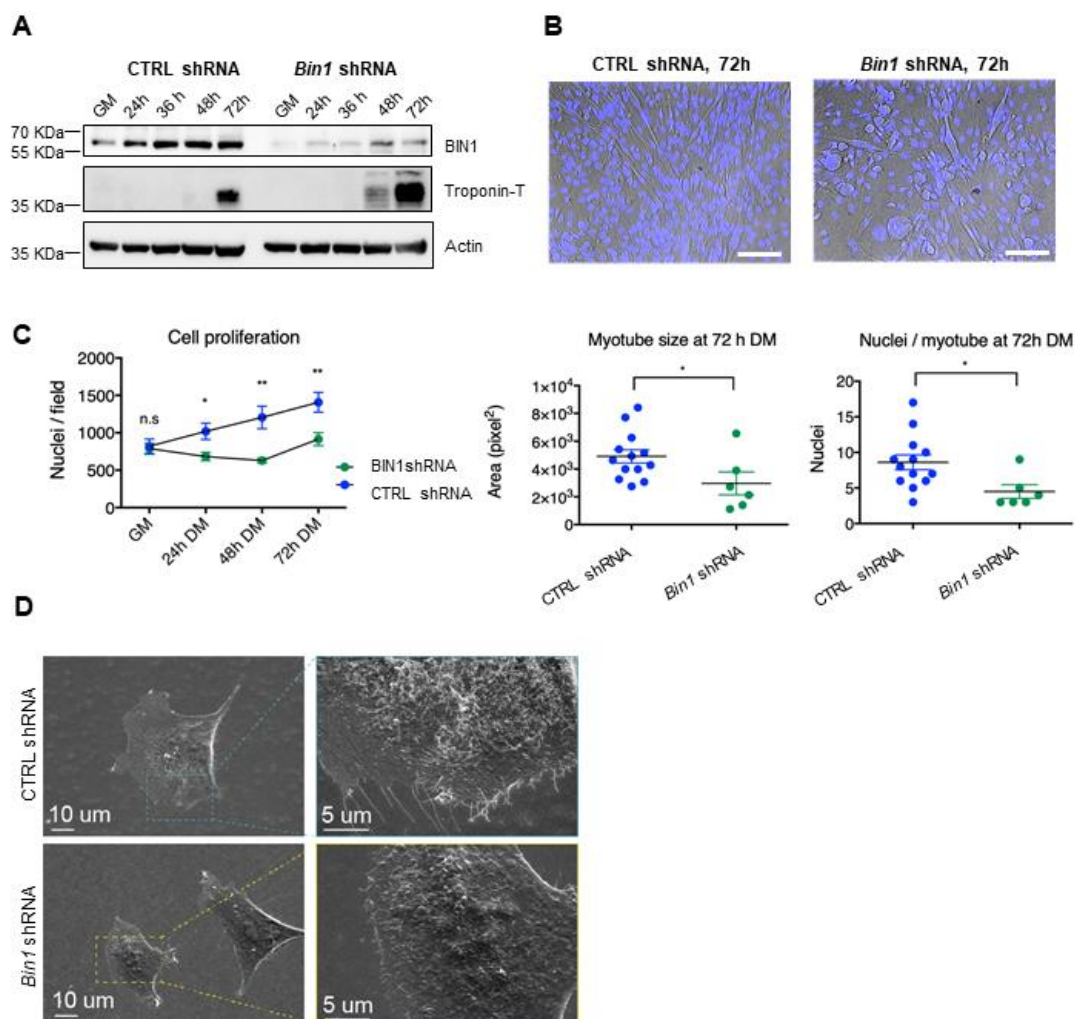 A
CTRL shRNA
Bin1 shRNA
GM 24h 36 h 48h 72h GM 24h 36 h 48h 72h
70 KDa
55 KDa
BIN1
35 KDa
Troponin-T
35 KDa
Actin
B
CTRL shRNA, 72h
Bin1 shRNA, 72h
C
Cell proliferation
Nuclei / field
2000
1500
1000
500
0
n.s
*
**
**
GM
24h DM
48h DM
72h DM
BIN1shRNA
CTRL shRNA
Myotube size at 72 h DM
Area (pixel²)
1×10⁴
8×10³
6×10³
4×10³
2×10³
0
*
CTRL shRNA
Bin1 shRNA
Nuclei / myotube at 72h DM
Nuclei
20
15
10
5
0
*
CTRL shRNA
Bin1 shRNA
D
CTRL shRNA
10 um
5 um
Bin1 shRNA
10 um
5 um